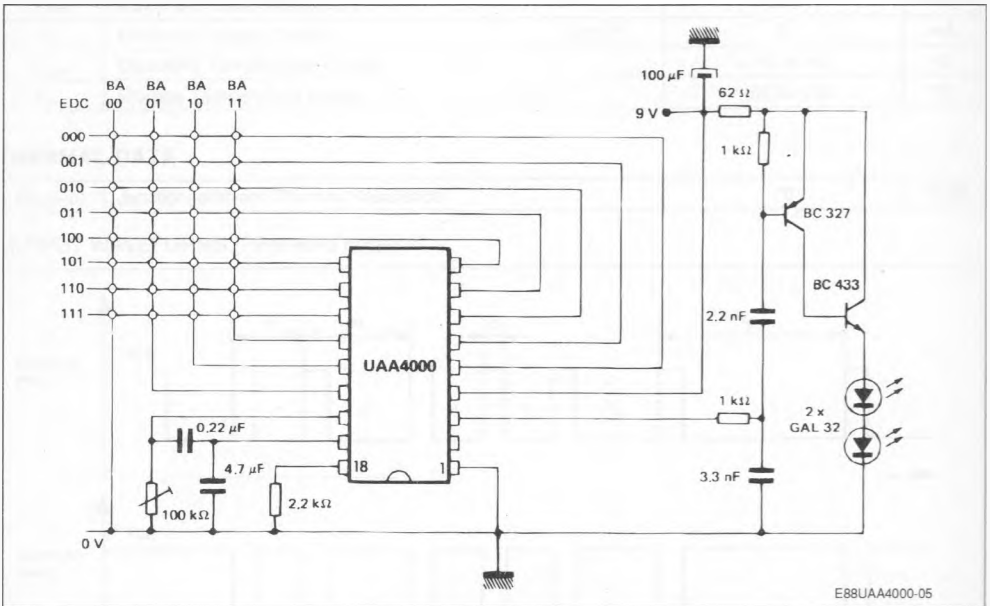 BA BA BA BA
EDC 00 01 10 11
000
001
010
011
100
101
110
111
100 μF
62 Ω
9 V
1 kΩ
BC 327
BC 433
2.2 nF
UAA4000
1 kΩ
2 x
GAL 32
0.22 μF
4.7 μF
18 1
3.3 nF
100 kΩ
2.2 kΩ
0 V
E88UAA4000-05